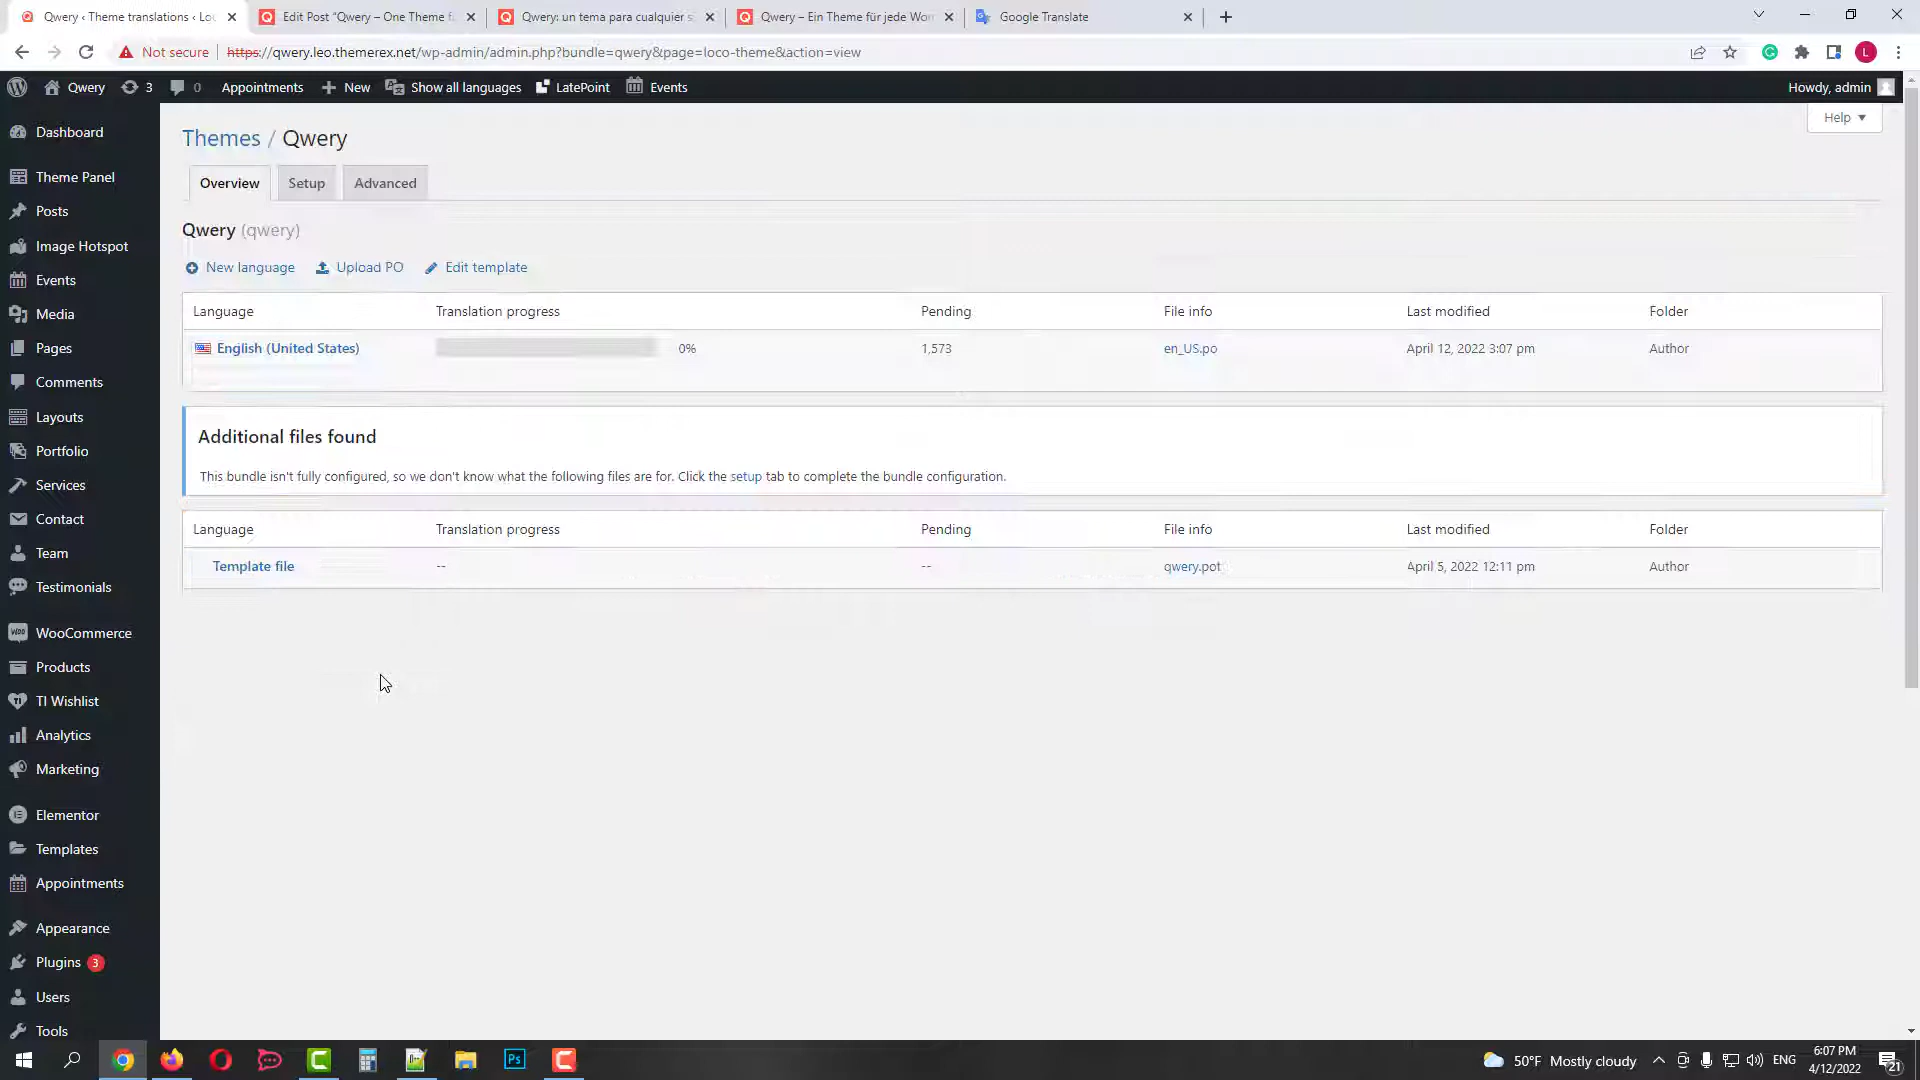 Qwery ‹ Theme translations ‹ Lo
Edit Post "Qwery – One Theme f
Qwery: un tema para cualquier s
Qwery – Ein Theme für jede Wor
Google Translate
Not secure
https://qwery.leo.themerex.net/wp-admin/admin.php?bundle=qwery&page=loco-theme&action=view
L
Qwery
3
0
Appointments
New
Show all languages
LatePoint
Events
Howdy, admin
Help
Dashboard
Theme Panel
Posts
Image Hotspot
Events
Media
Pages
Comments
Layouts
Portfolio
Services
Contact
Team
Testimonials
WooCommerce
Products
TI Wishlist
Analytics
Marketing
Elementor
Templates
Appointments
Appearance
Plugins 3
Users
Tools
Themes / Qwery
Overview
Setup
Advanced
Qwery (qwery)
New language
Upload PO
Edit template
Language Translation progress Pending File info Last modified Folder
English (United States) 0% 1,573 en_US.po April 12, 2022 3:07 pm Author
Additional files found
This bundle isn't fully configured, so we don't know what the following files are for. Click the setup tab to complete the bundle configuration.
Language Translation progress Pending File info Last modified Folder
Template file -- -- qwery.pot April 5, 2022 12:11 pm Author
Ps
50°F Mostly cloudy
ENG
6:07 PM
4/12/2022
21